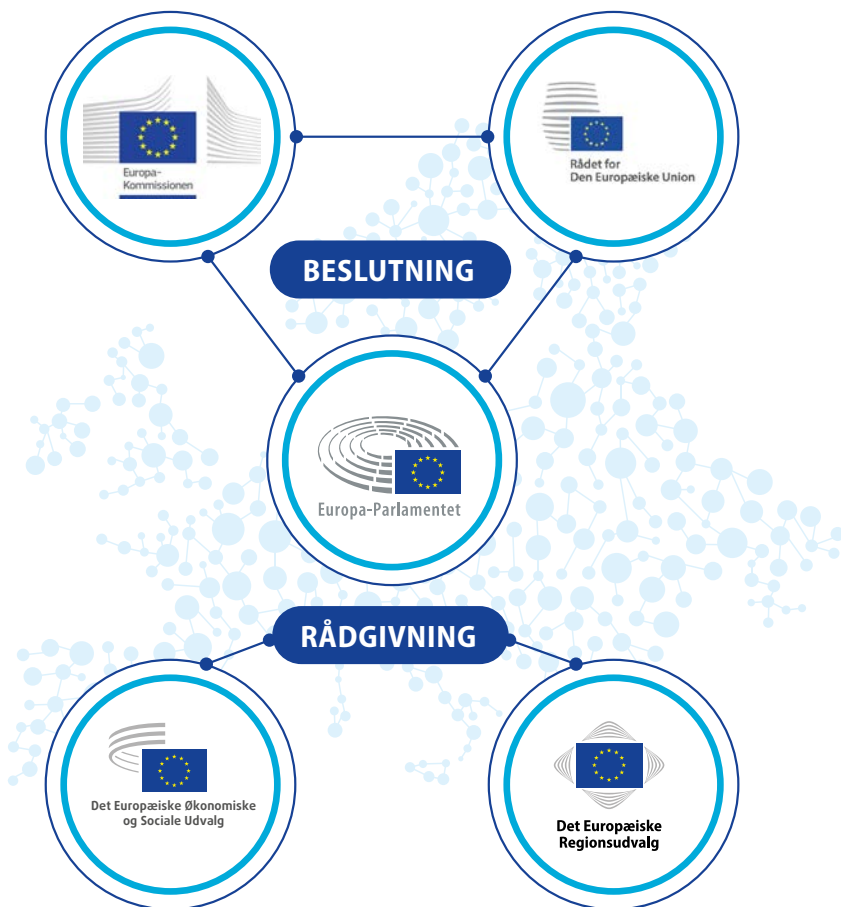 Europa-
Kommissionen
Rådet for
Den Europæiske Union
BESLUTNING
Europa-Parlamentet
RÅDGIVNING
Det Europæiske Økonomiske
og Sociale Udvalg
Det Europæiske
Regionsudvalg